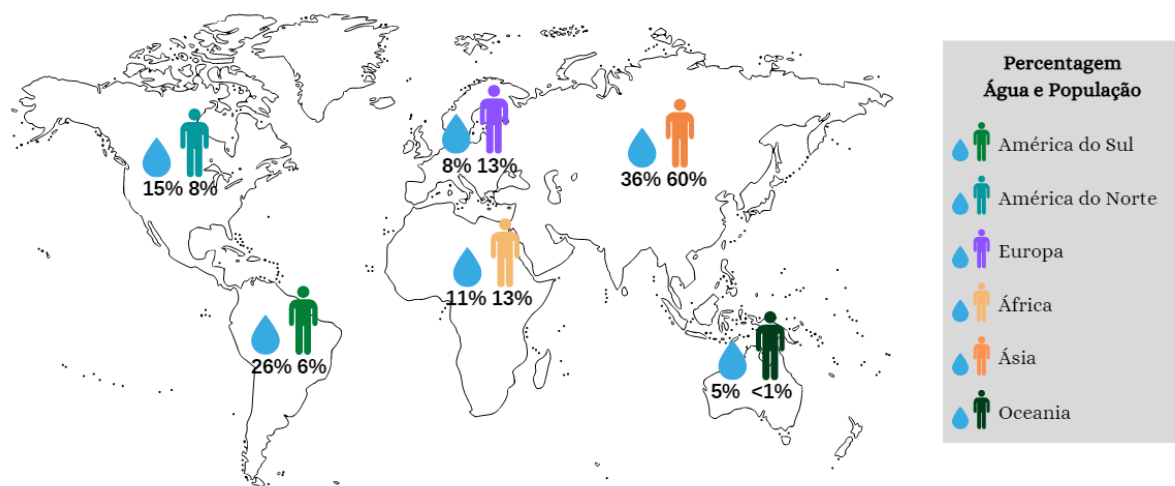 15% 8%
8% 13%
36% 60%
11% 13%
26% 6%
5% <1%
Percentagem
Água e População
América do Sul
América do Norte
Europa
África
Ásia
Oceania